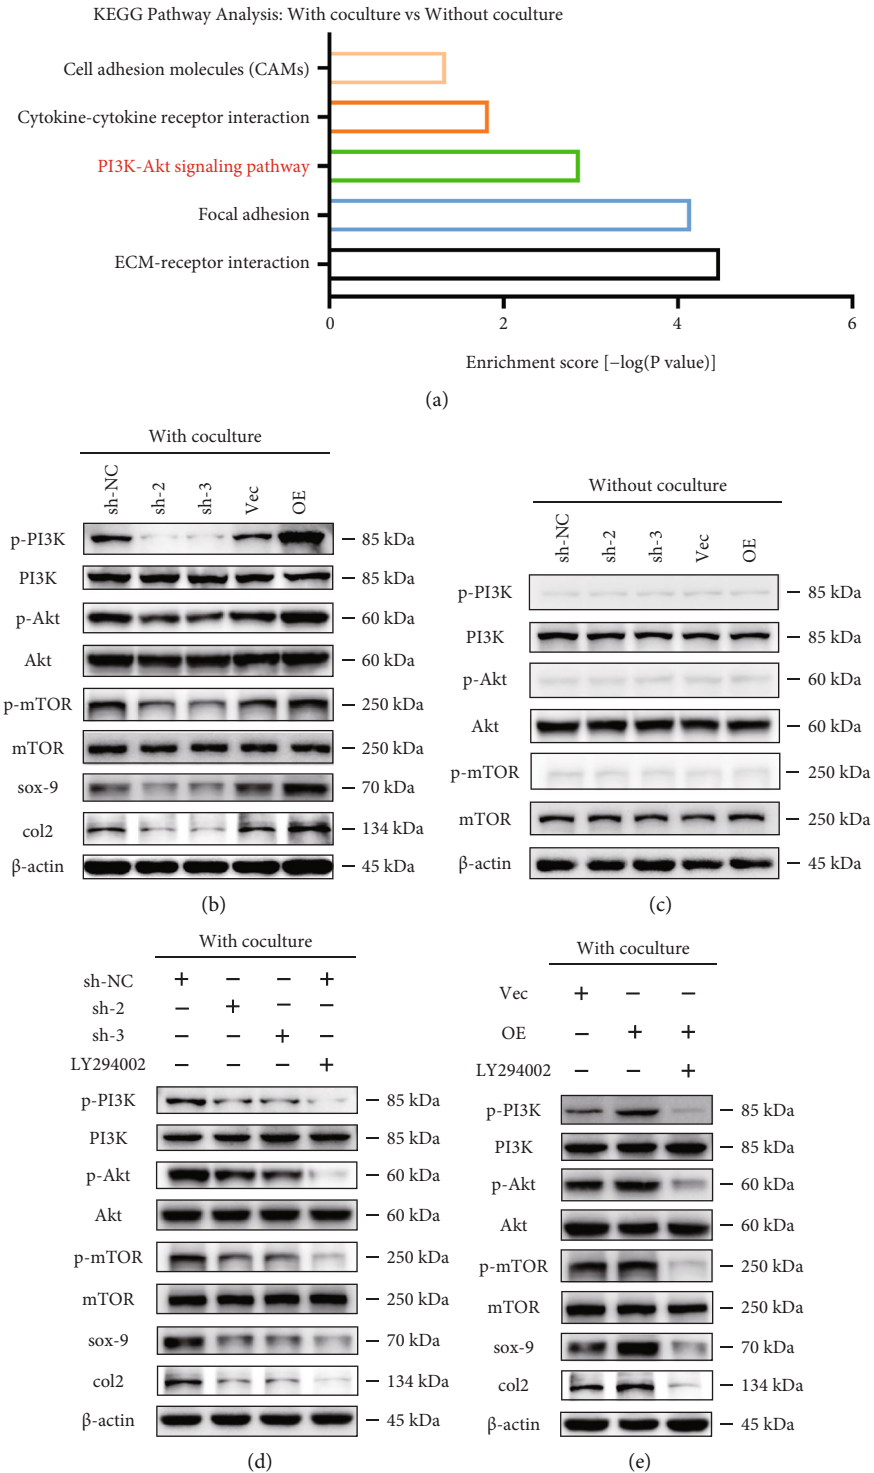 KEGG Pathway Analysis: With coculture vs Without coculture
Cell adhesion molecules (CAMs)
Cytokine-cytokine receptor interaction
PI3K-Akt signaling pathway
Focal adhesion
ECM-receptor interaction
0 2 4 6
Enrichment score [−log(P value)]
(a)
With coculture
sh-NC sh-2 sh-3 Vec OE
p-PI3K 85 kDa
PI3K 85 kDa
p-Akt 60 kDa
Akt 60 kDa
p-mTOR 250 kDa
mTOR 250 kDa
sox-9 70 kDa
col2 134 kDa
β-actin 45 kDa
(b)
Without coculture
sh-NC sh-2 sh-3 Vec OE
p-PI3K 85 kDa
PI3K 85 kDa
p-Akt 60 kDa
Akt 60 kDa
p-mTOR 250 kDa
mTOR 250 kDa
β-actin 45 kDa
(c)
With coculture
sh-NC + − − +
sh-2 − + − −
sh-3 − − + −
LY294002 − − − +
p-PI3K 85 kDa
PI3K 85 kDa
p-Akt 60 kDa
Akt 60 kDa
p-mTOR 250 kDa
mTOR 250 kDa
sox-9 70 kDa
col2 134 kDa
β-actin 45 kDa
(d)
With coculture
Vec + − −
OE − + +
LY294002 − − +
p-PI3K 85 kDa
PI3K 85 kDa
p-Akt 60 kDa
Akt 60 kDa
p-mTOR 250 kDa
mTOR 250 kDa
sox-9 70 kDa
col2 134 kDa
β-actin 45 kDa
(e)